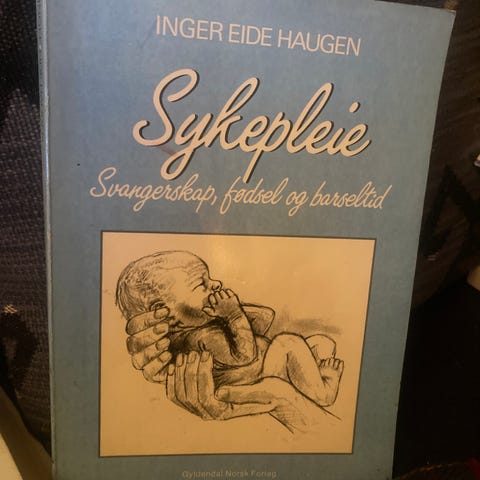 INGER EIDE HAUGEN
Sykepleie
Svangerskap, fødsel og barseltid
Gyldendal Norsk Forlag